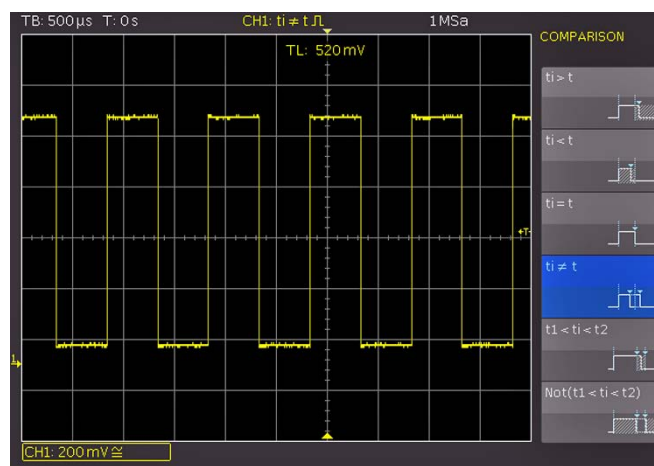 TB: 500µs T: 0s CH1: ti ≠ t 1MSa
TL: 520mV
COMPARISON
ti > t
ti < t
ti = t
ti ≠ t
t1 < ti < t2
Not(t1 < ti < t2)
T
1
CH1: 200mV ≅